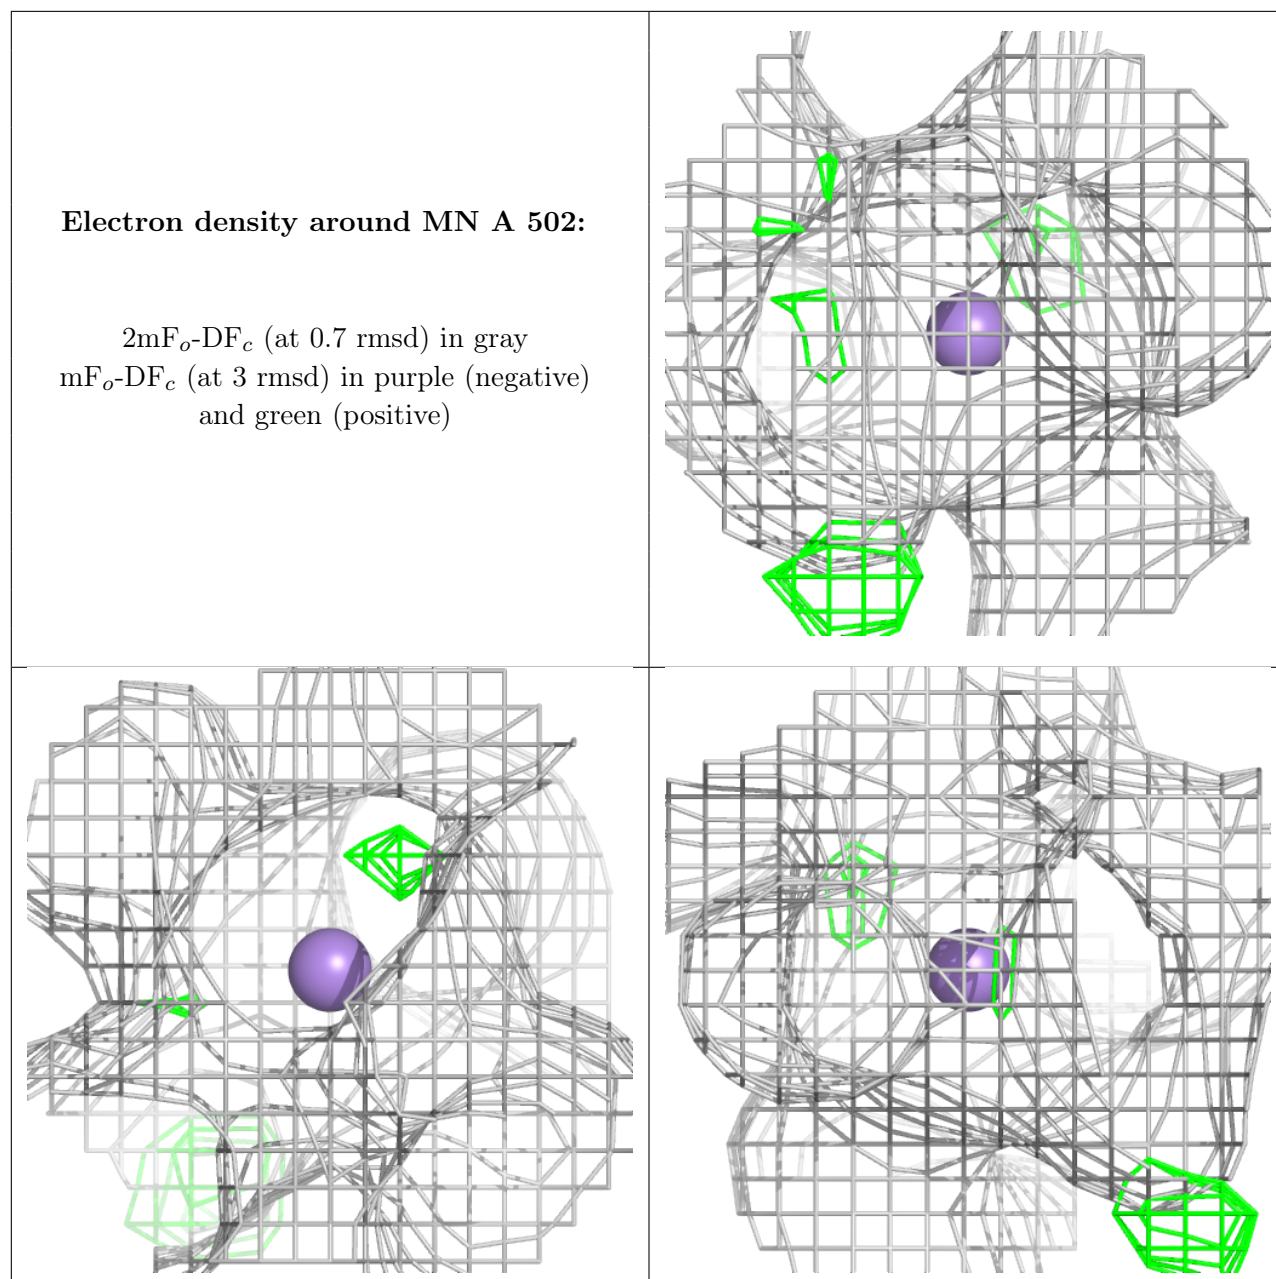 Electron density around MN A 502:
2mFo-DFc (at 0.7 rmsd) in gray
mFo-DFc (at 3 rmsd) in purple (negative)
and green (positive)